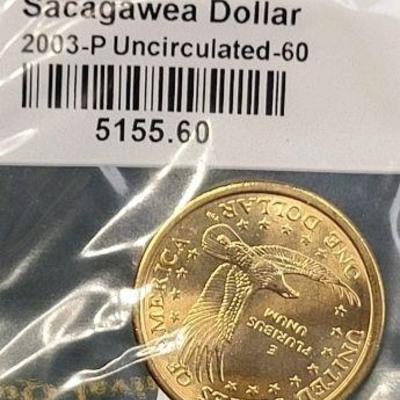 Sacagawea Dollar
2003-P Uncirculated-60
5155.60
UNITED STATES OF AMERICA
E
PLURIBUS
UNUM
ONE DOLLAR